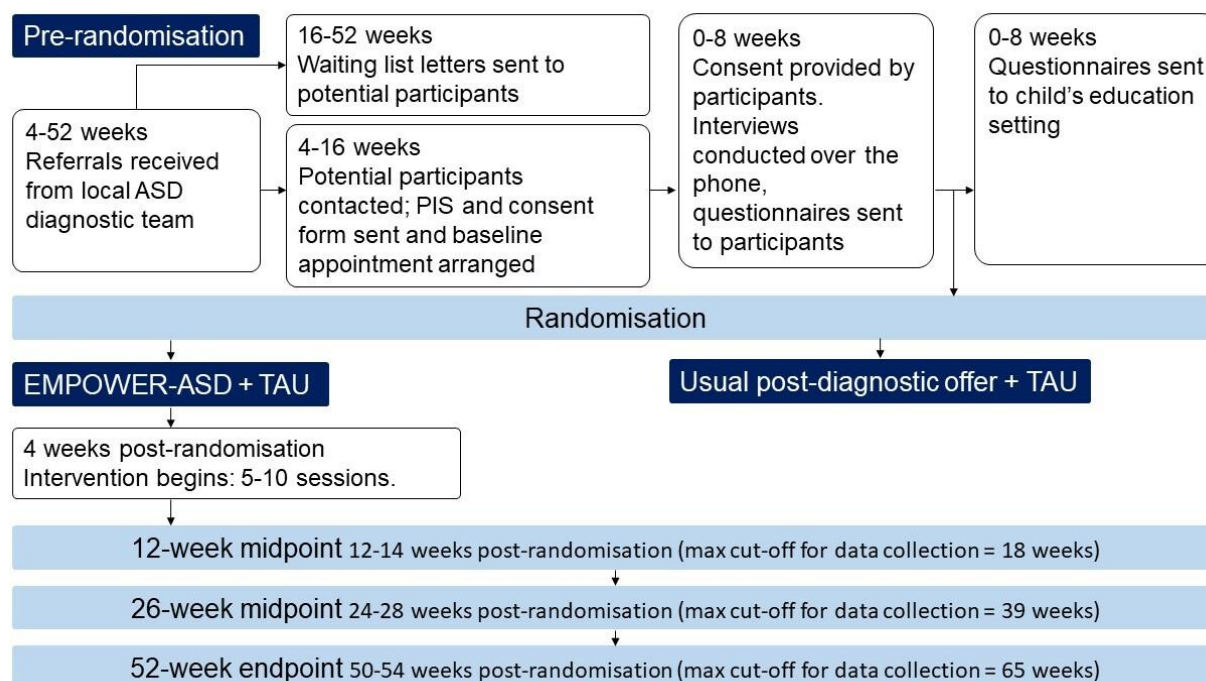 Pre-randomisation
4-52 weeks
Referrals received
from local ASD
diagnostic team
16-52 weeks
Waiting list letters sent to
potential participants
4-16 weeks
Potential participants
contacted; PIS and consent
form sent and baseline
appointment arranged
0-8 weeks
Consent provided by
participants.
Interviews
conducted over the
phone,
questionnaires sent
to participants
0-8 weeks
Questionnaires sent
to child's education
setting
Randomisation
EMPOWER-ASD + TAU
Usual post-diagnostic offer + TAU
4 weeks post-randomisation
Intervention begins: 5-10 sessions.
12-week midpoint 12-14 weeks post-randomisation (max cut-off for data collection = 18 weeks)
26-week midpoint 24-28 weeks post-randomisation (max cut-off for data collection = 39 weeks)
52-week endpoint 50-54 weeks post-randomisation (max cut-off for data collection = 65 weeks)